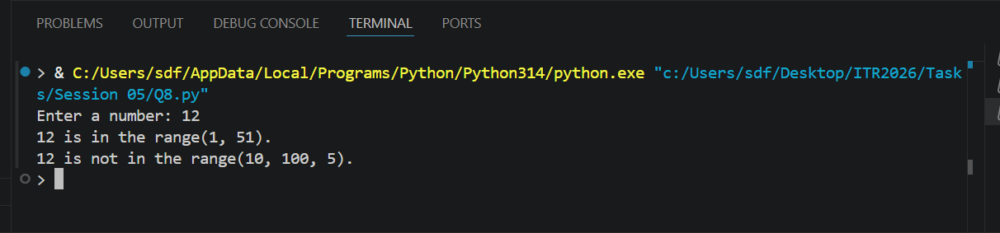 PROBLEMS OUTPUT DEBUG CONSOLE TERMINAL PORTS
> & C:/Users/sdf/AppData/Local/Programs/Python/Python314/python.exe "c:/Users/sdf/Desktop/ITR2026/Task
s/Session 05/Q8.py"
Enter a number: 12
12 is in the range(1, 51).
12 is not in the range(10, 100, 5).
>